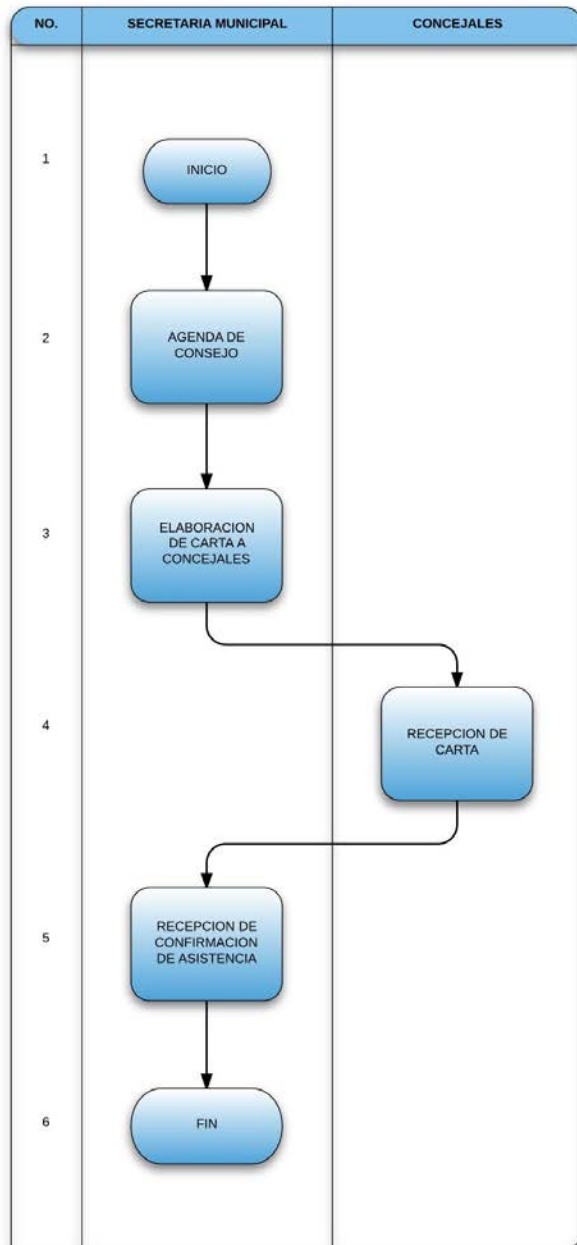 NO. SECRETARIA MUNICIPAL CONCEJALES
1
INICIO
2
AGENDA DE
CONSEJO
3
ELABORACION
DE CARTA A
CONCEJALES
4
RECEPCION DE
CARTA
5
RECEPCION DE
CONFIRMACION
DE ASISTENCIA
6
FIN